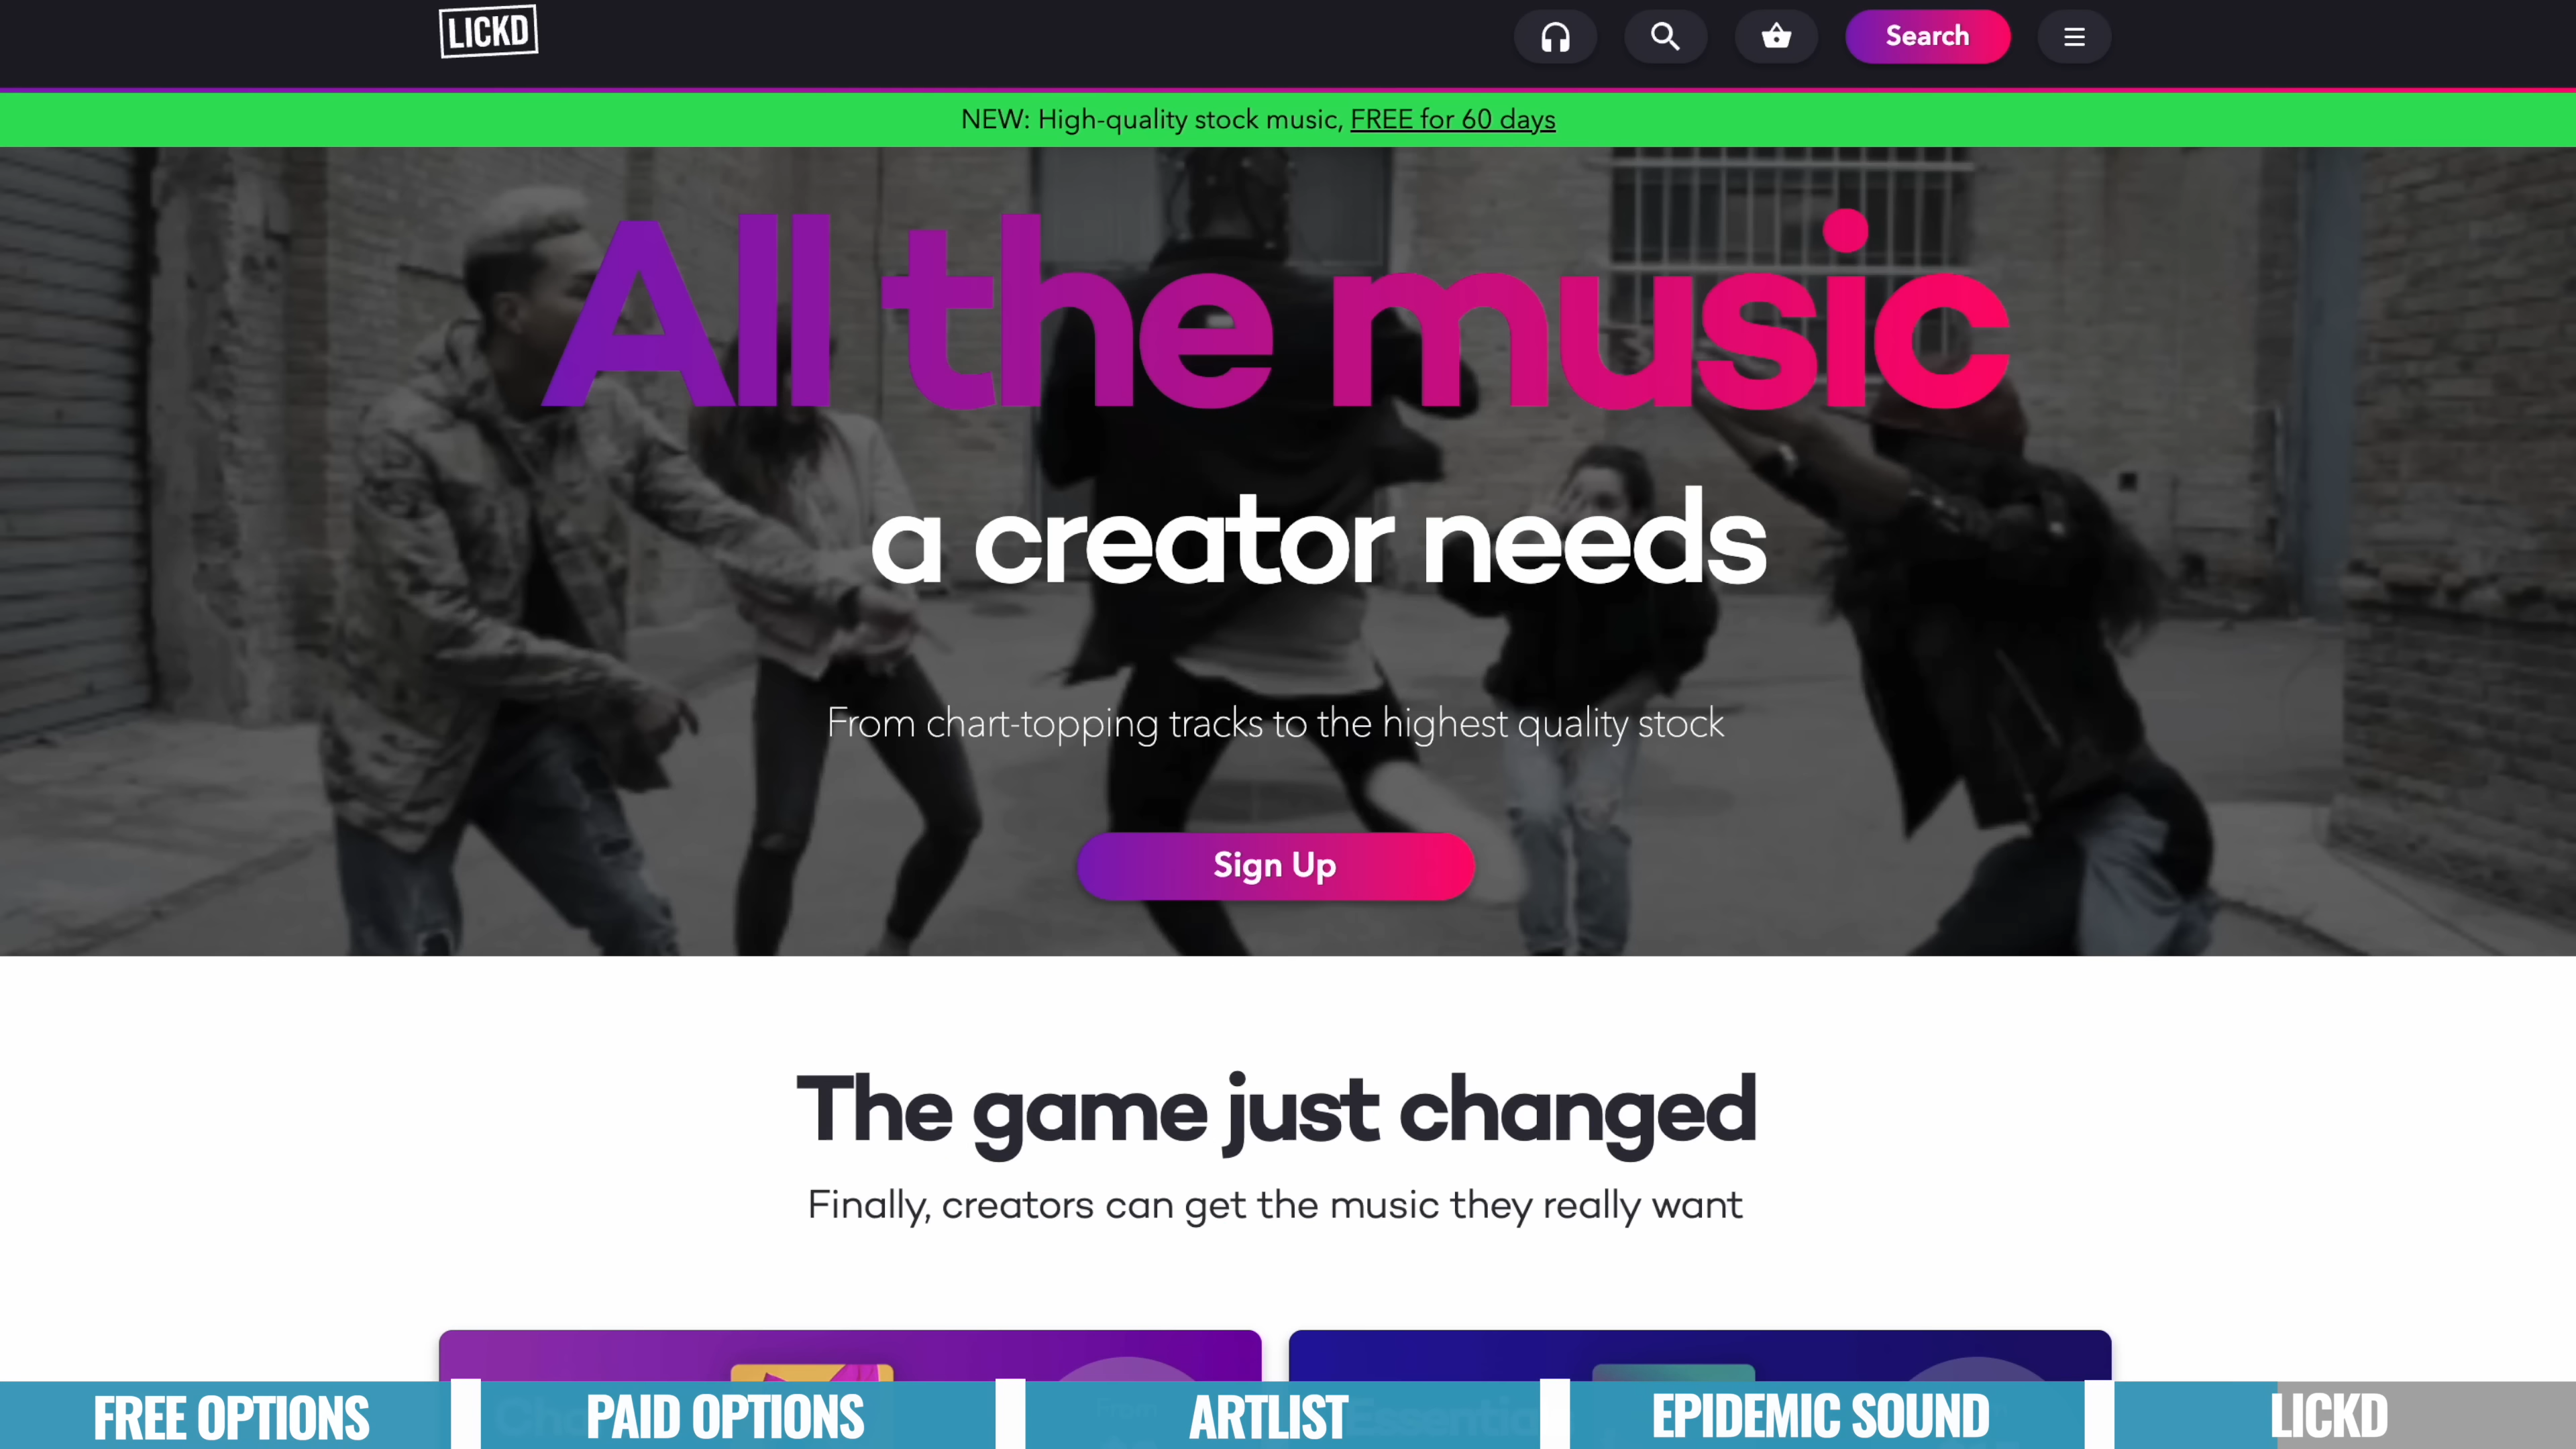 LICKD
Search
NEW: High-quality stock music, FREE for 60 days
All the music
a creator needs
From chart-topping tracks to the highest quality stock
Sign Up
The game just changed
Finally, creators can get the music they really want
FREE OPTIONS
PAID OPTIONS
ARTLIST
EPIDEMIC SOUND
LICKD